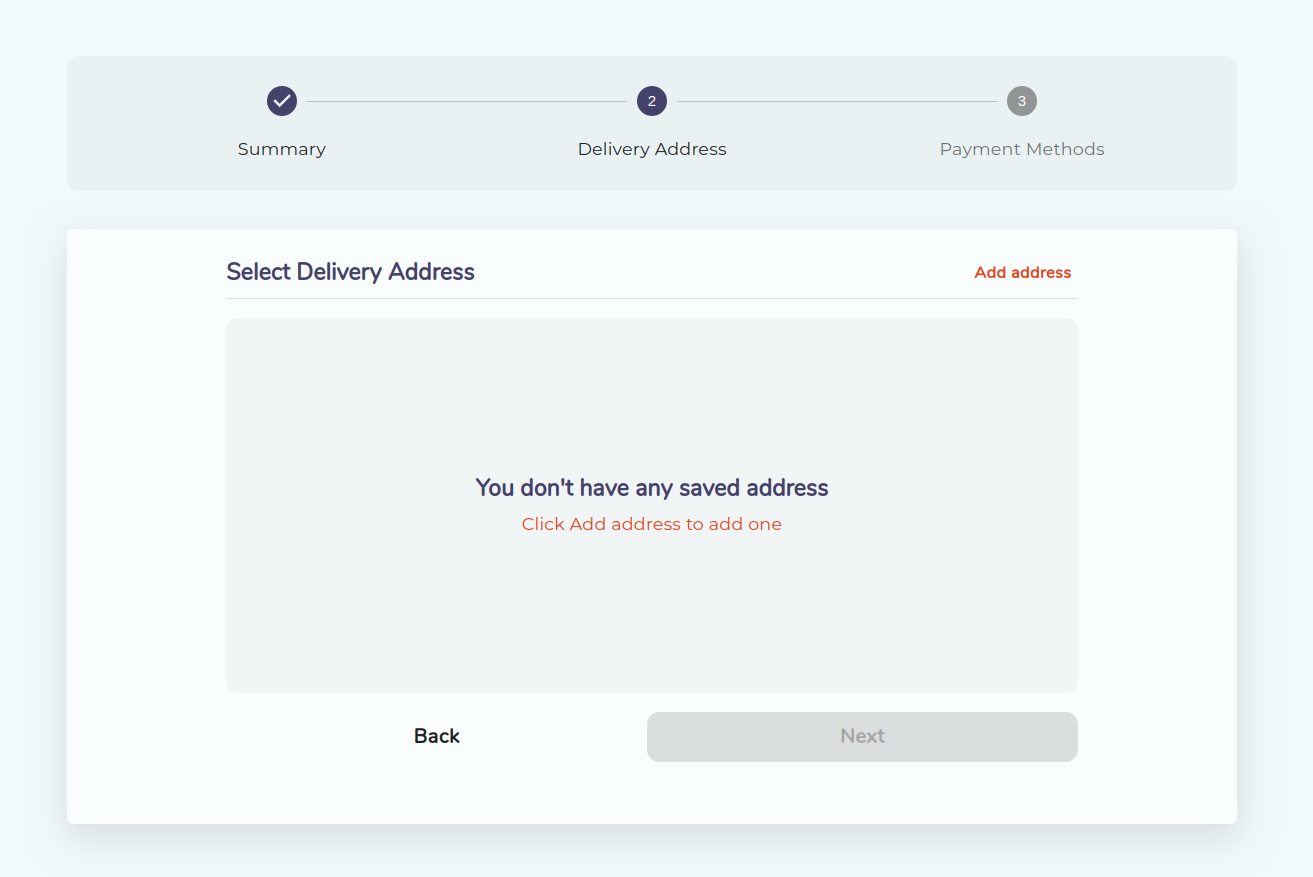 2
3
Summary
Delivery Address
Payment Methods
Select Delivery Address
Add address
You don't have any saved address
Click Add address to add one
Back
Next